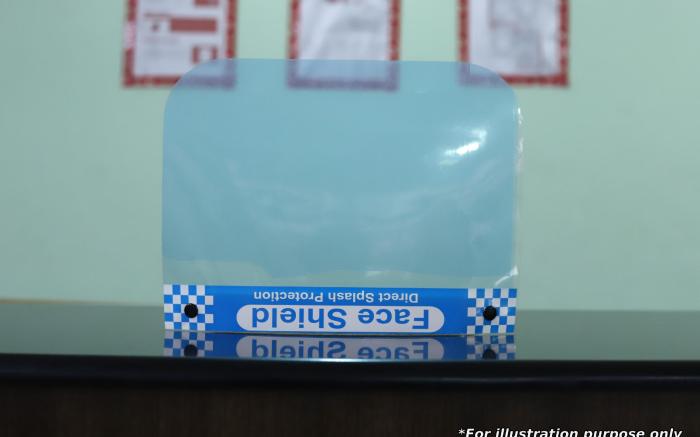 Face Shield
Direct Splash Protection
*For illustration purpose only